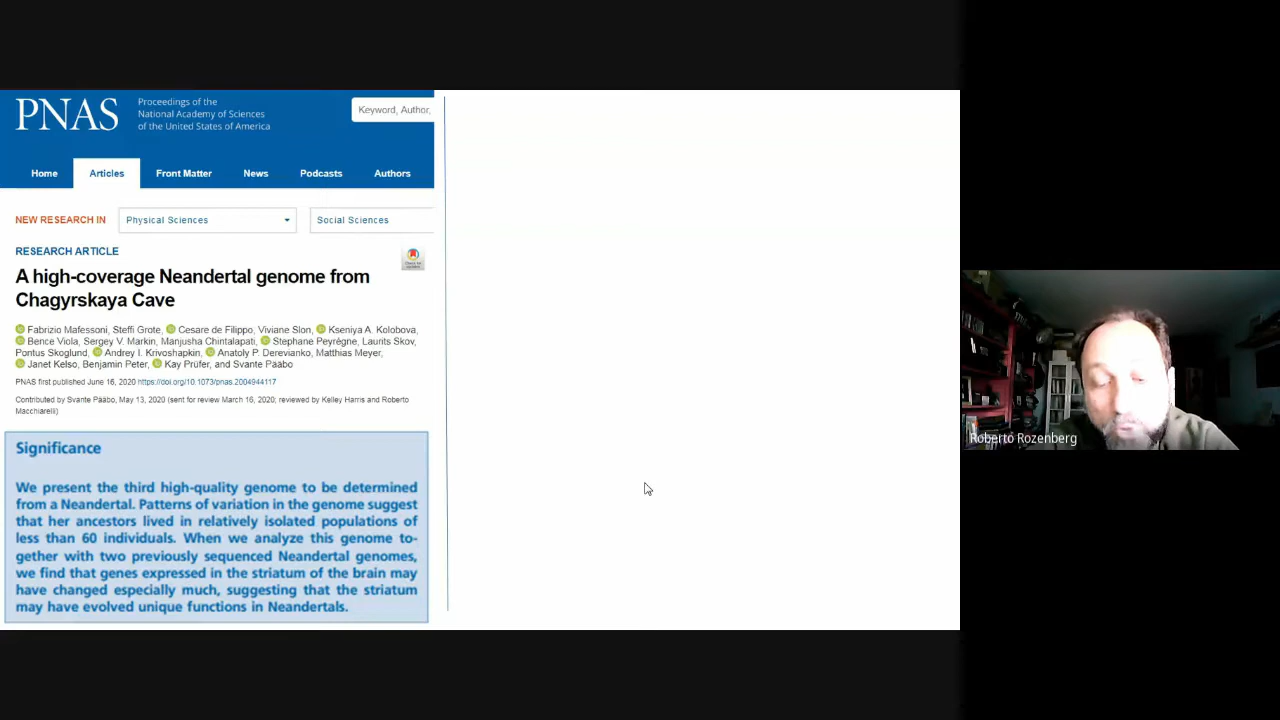 PNAS
Proceedings of the
National Academy of Sciences
of the United States of America
Keyword, Author,
Home Articles Front Matter News Podcasts Authors
NEW RESEARCH IN Physical Sciences Social Sciences
RESEARCH ARTICLE
A high-coverage Neandertal genome from
Chagyrskaya Cave
Fabrizio Mafessoni, Steffi Grote, Cesare de Filippo, Viviane Slon, Kseniya A. Kolobova,
Bence Viola, Sergey V. Markin, Manjusha Chintalapati, Stephane Peyrégne, Laurits Skov,
Pontus Skoglund, Andrey I. Krivoshapkin, Anatoly P. Derevianko, Matthias Meyer,
Janet Kelso, Benjamin Peter, Kay Prüfer, and Svante Pääbo
PNAS first published June 16, 2020 https://doi.org/10.1073/pnas.2004944117
Contributed by Svante Pääbo, May 13, 2020 (sent for review March 16, 2020; reviewed by Kelley Harris and Roberto
Macchiarelli)
Significance
We present the third high-quality genome to be determined
from a Neandertal. Patterns of variation in the genome suggest
that her ancestors lived in relatively isolated populations of
less than 60 individuals. When we analyze this genome to-
gether with two previously sequenced Neandertal genomes,
we find that genes expressed in the striatum of the brain may
have changed especially much, suggesting that the striatum
may have evolved unique functions in Neandertals.
Roberto Rozenberg